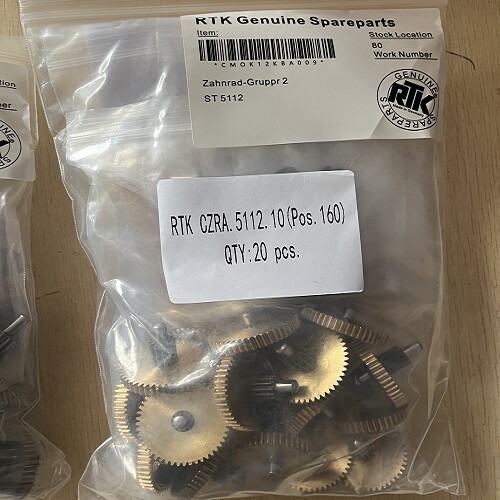 RTK Genuine Spareparts
Item:
Stock Location
80
Work Number
*CMOK12KBA009*
Zahnrad-Gruppr 2
ST 5112
GENUINE
RTK
SPAREPARTS
RTK CZRA.5112.10(Pos.160)
QTY:20 pcs.